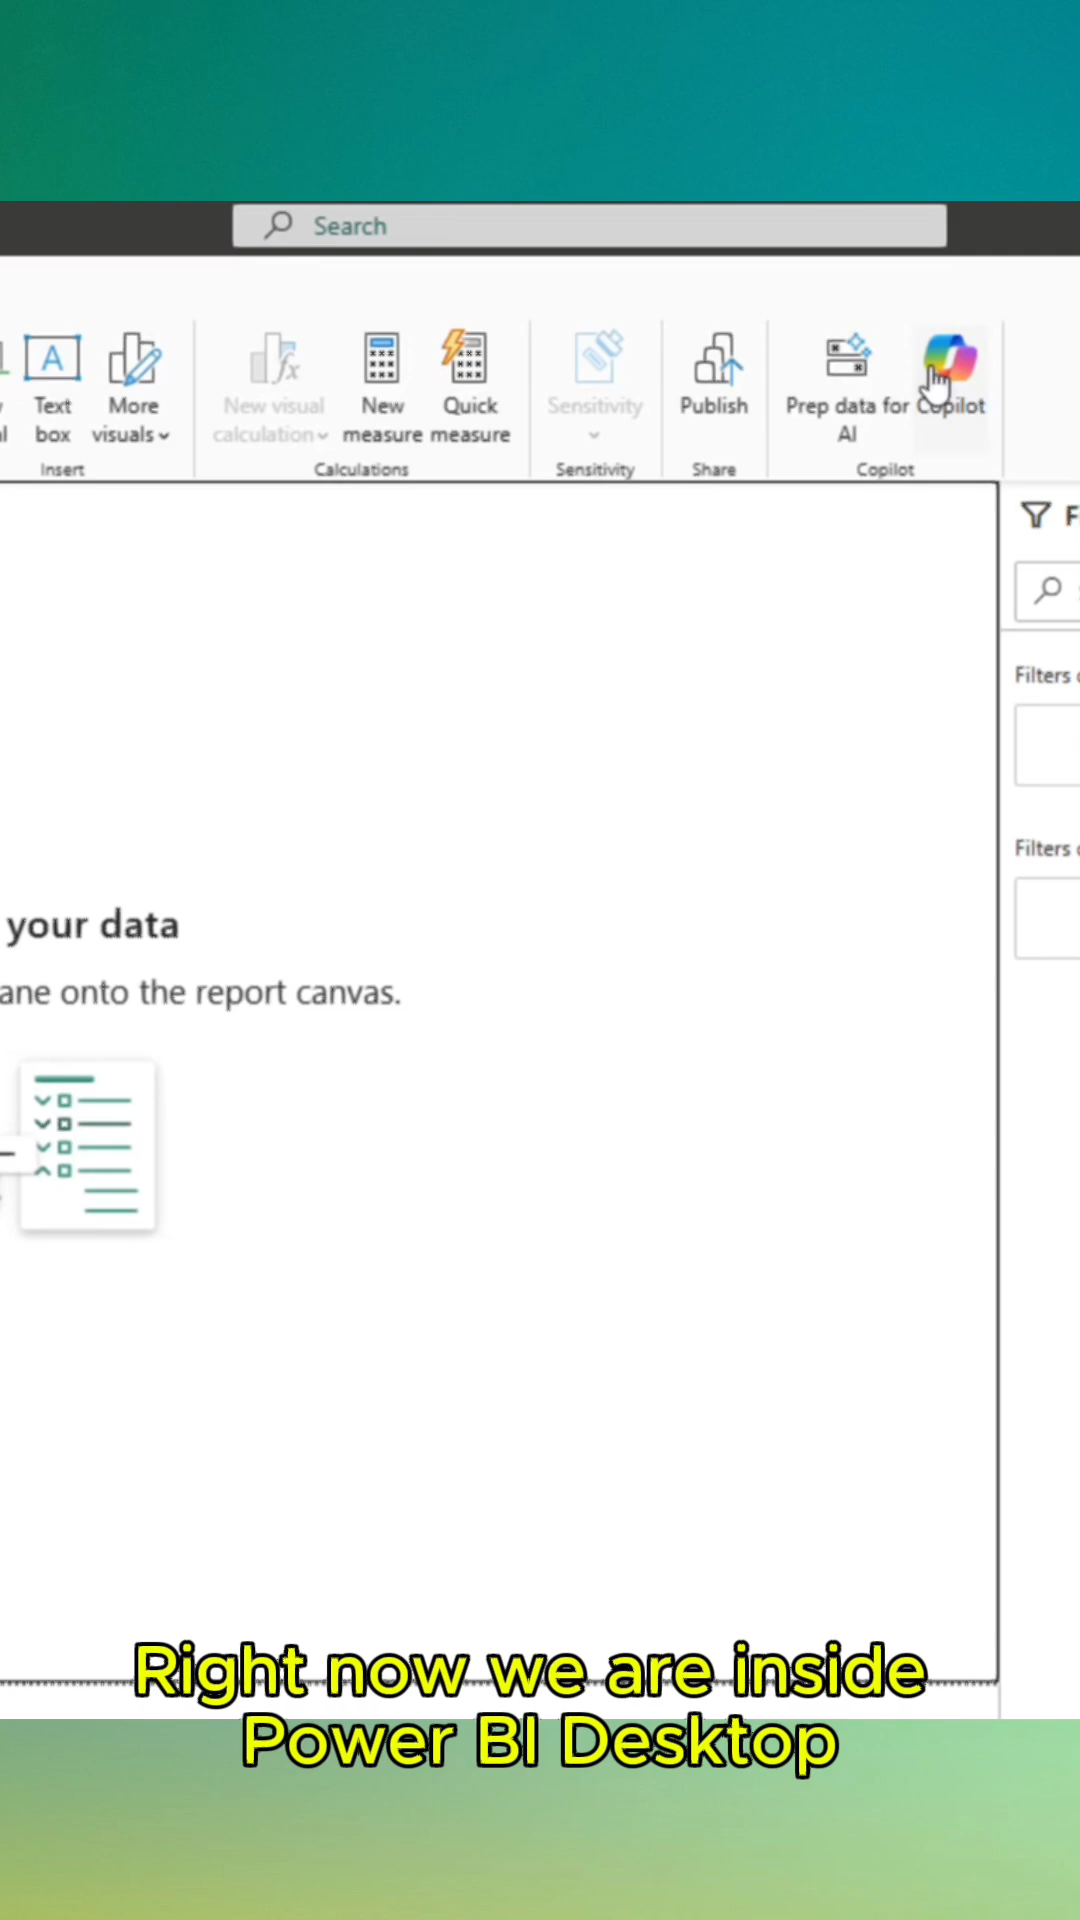 Search
Text
box
More
visuals
Insert
New visual
calculation
New
measure
Quick
measure
Calculations
Sensitivity
Sensitivity
Publish
Share
Prep data for
AI
Copilot
Copilot
Filters
Filters
your data
onto the report canvas.
Right now we are inside
Power BI Desktop